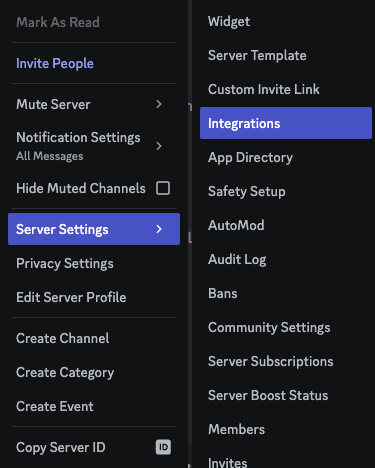 Mark As Read
Invite People
Mute Server
Notification Settings
All Messages
Hide Muted Channels
Server Settings
Privacy Settings
Edit Server Profile
Create Channel
Create Category
Create Event
Copy Server ID
ID
Widget
Server Template
Custom Invite Link
Integrations
App Directory
Safety Setup
AutoMod
Audit Log
Bans
Community Settings
Server Subscriptions
Server Boost Status
Members
Invites